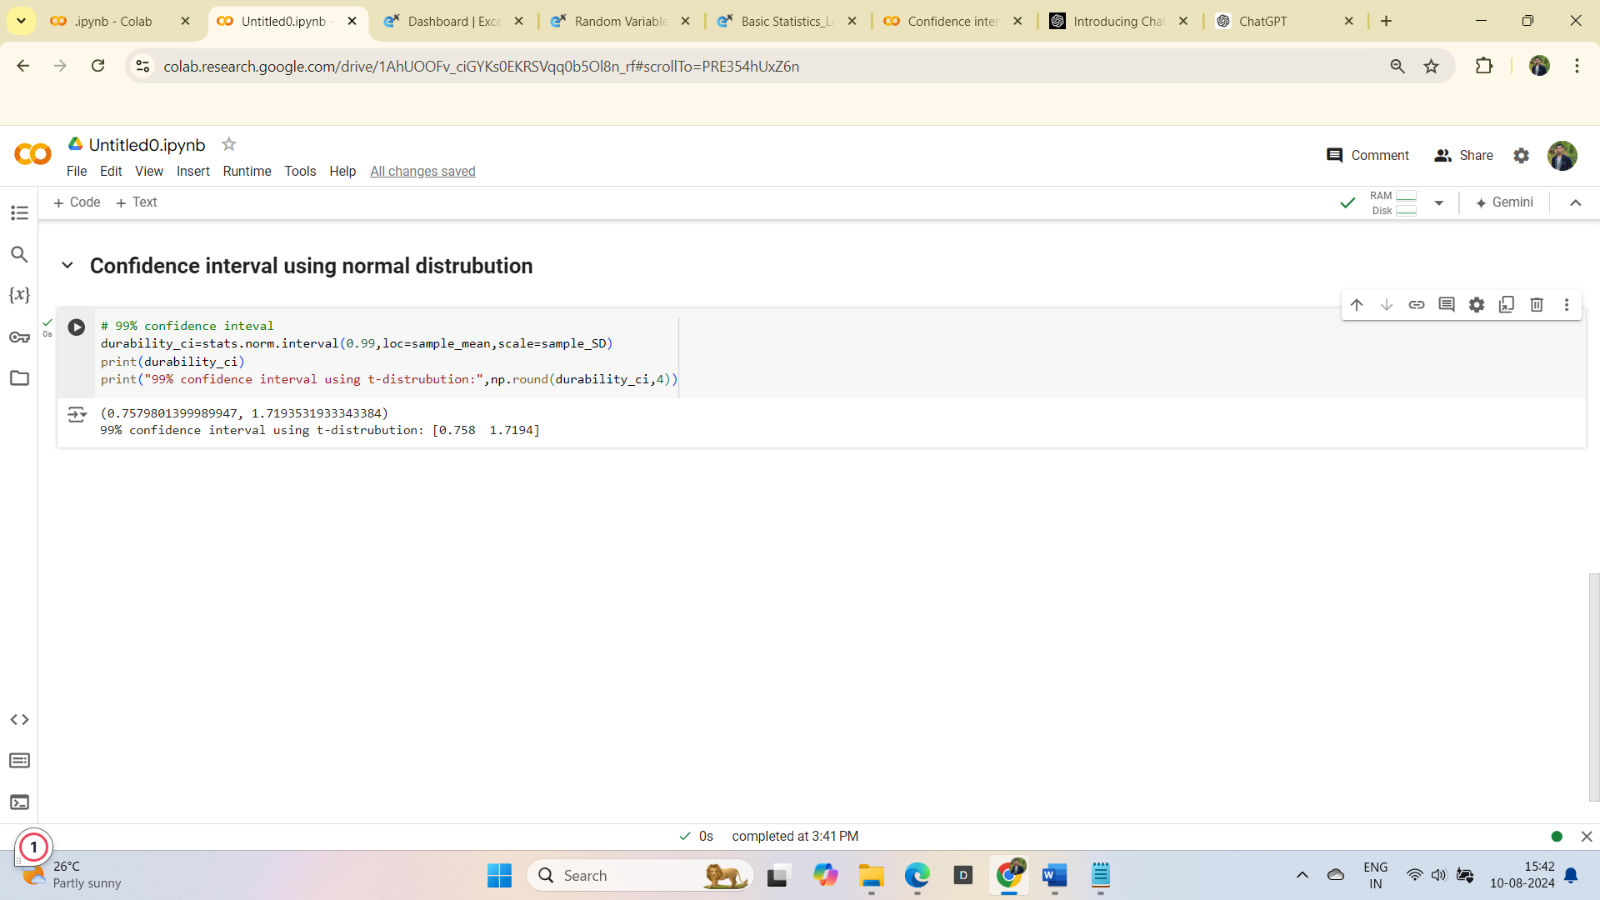 .ipynb - Colab
Untitled0.ipynb -
Dashboard | Exce
Random Variable
Basic Statistics_Le
Confidence inter
Introducing Chat
ChatGPT
colab.research.google.com/drive/1AhUOOFv_ciGYKs0EKRSVqq0b5Ol8n_rf#scrollTo=PRE354hUxZ6n
Untitled0.ipynb
File Edit View Insert Runtime Tools Help All changes saved
Comment Share
+ Code + Text
RAM
Disk
Gemini
Confidence interval using normal distrubution
{x}
0s
# 99% confidence inteval
durability_ci=stats.norm.interval(0.99,loc=sample_mean,scale=sample_SD)
print(durability_ci)
print("99% confidence interval using t-distrubution:",np.round(durability_ci,4))
(0.7579801399989947, 1.7193531933343384)
99% confidence interval using t-distrubution: [0.758  1.7194]
0s completed at 3:41 PM
1
26°C
Partly sunny
Search
D
W
ENG
IN
15:42
10-08-2024